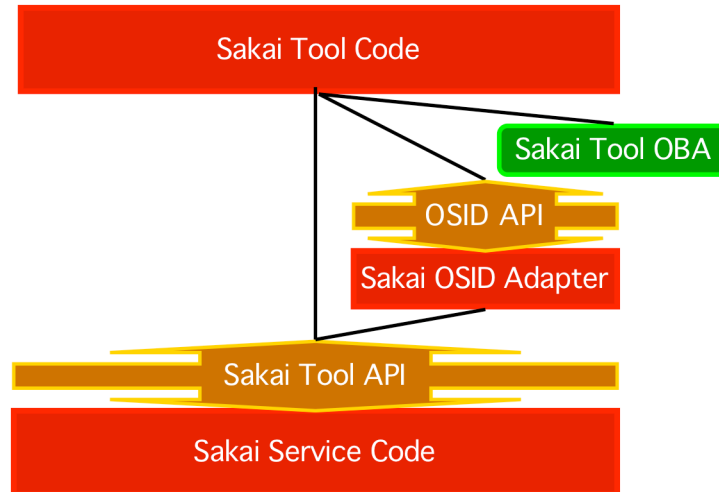 Sakai Tool Code
Sakai Tool OBA
OSID API
Sakai OSID Adapter
Sakai Tool API
Sakai Service Code